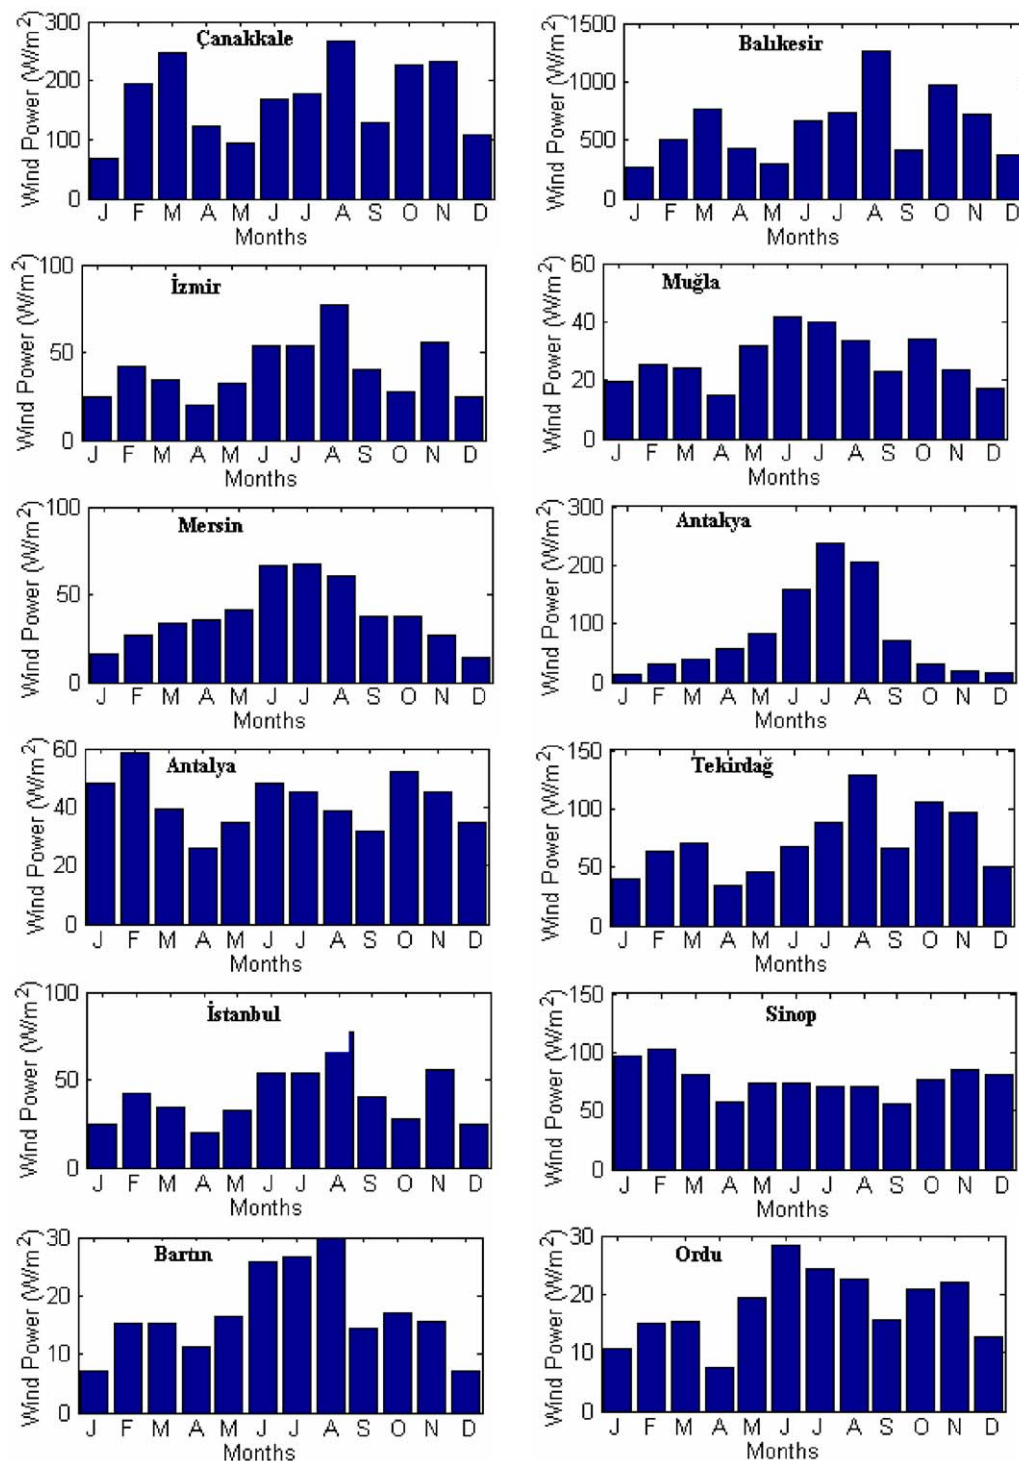 Wind Power (W/m²)
300
200
100
0
Çanakkale
J F M A M J J A S O N D
Months
Wind Power (W/m²)
1500
1000
500
0
Balıkesir
J F M A M J J A S O N D
Months
Wind Power (W/m²)
100
50
0
İzmir
J F M A M J J A S O N D
Months
Wind Power (W/m²)
60
40
20
0
Muğla
J F M A M J J A S O N D
Months
Wind Power (W/m²)
100
50
0
Mersin
J F M A M J J A S O N D
Months
Wind Power (W/m²)
300
200
100
0
Antakya
J F M A M J J A S O N D
Months
Wind Power (W/m²)
60
40
20
0
Antalya
J F M A M J J A S O N D
Months
Wind Power (W/m²)
150
100
50
0
Tekirdağ
J F M A M J J A S O N D
Months
Wind Power (W/m²)
100
50
0
İstanbul
J F M A M J J A S O N D
Months
Wind Power (W/m²)
150
100
50
0
Sinop
J F M A M J J A S O N D
Months
Wind Power (W/m²)
30
20
10
0
Bartın
J F M A M J J A S O N D
Months
Wind Power (W/m²)
30
20
10
0
Ordu
J F M A M J J A S O N D
Months